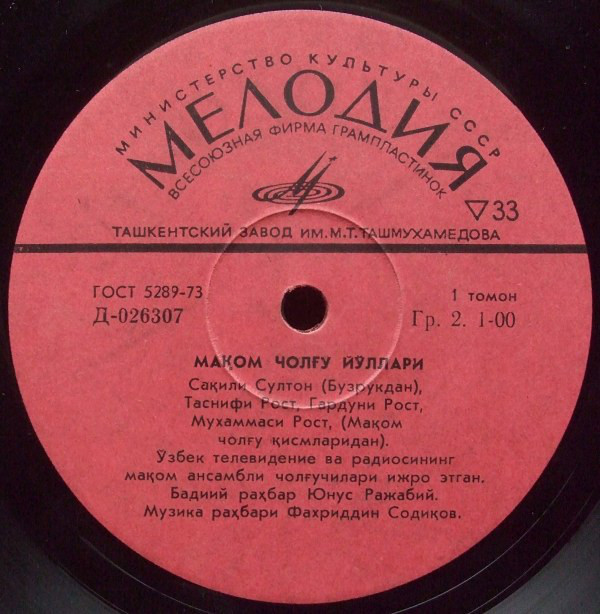 МИНИСТЕРСТВО КУЛЬТУРЫ СССР
МЕЛОДИЯ
ВСЕСОЮЗНАЯ ФИРМА ГРАМПЛАСТИНОК
▽33
ТАШКЕНТСКИЙ ЗАВОД ИМ. М.Т. ТАШМУХАМЕДОВА
ГОСТ 5289-73
1 томон
Д-026307
Гр. 2. 1-00
МАҚОМ ЧОЛҒУ ЙЎЛЛАРИ
Сақили Султон (Бузрукдан),
Таснифи Рост, Гардуни Рост,
Мухаммаси Рост, (Мақом
чолғу қисмларидан).
Ўзбек телевидение ва радиосининг
мақом ансамбли чолғучилари ижро этган.
Бадиий раҳбар Юнус Ражабий.
Музика раҳбари Фахриддин Содиқов.